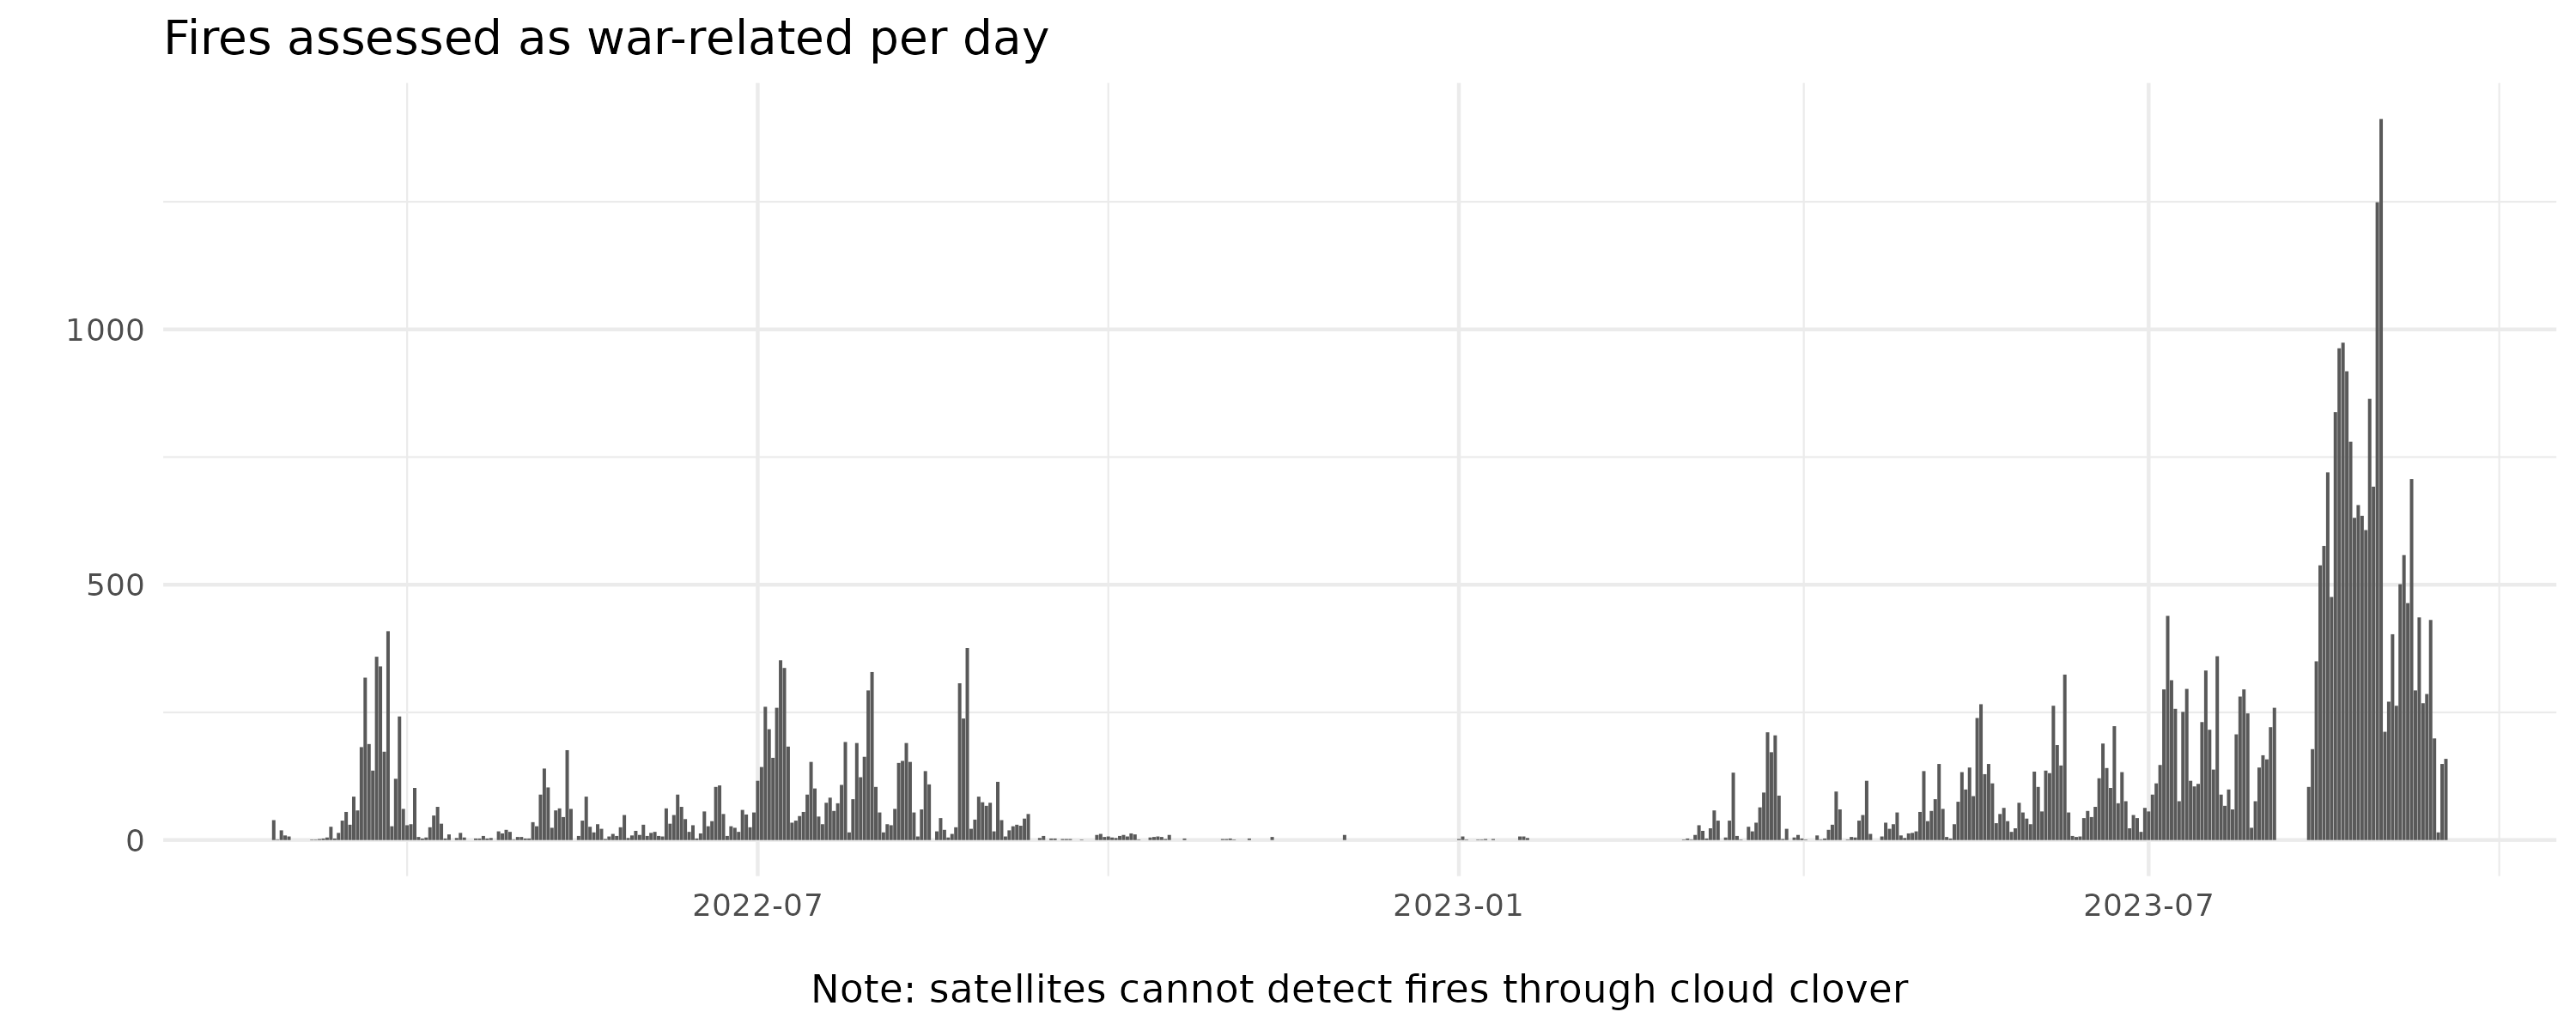 Fires assessed as war-related per day
1000
500
0
2022-07 2023-01 2023-07
Note: satellites cannot detect fires through cloud clover